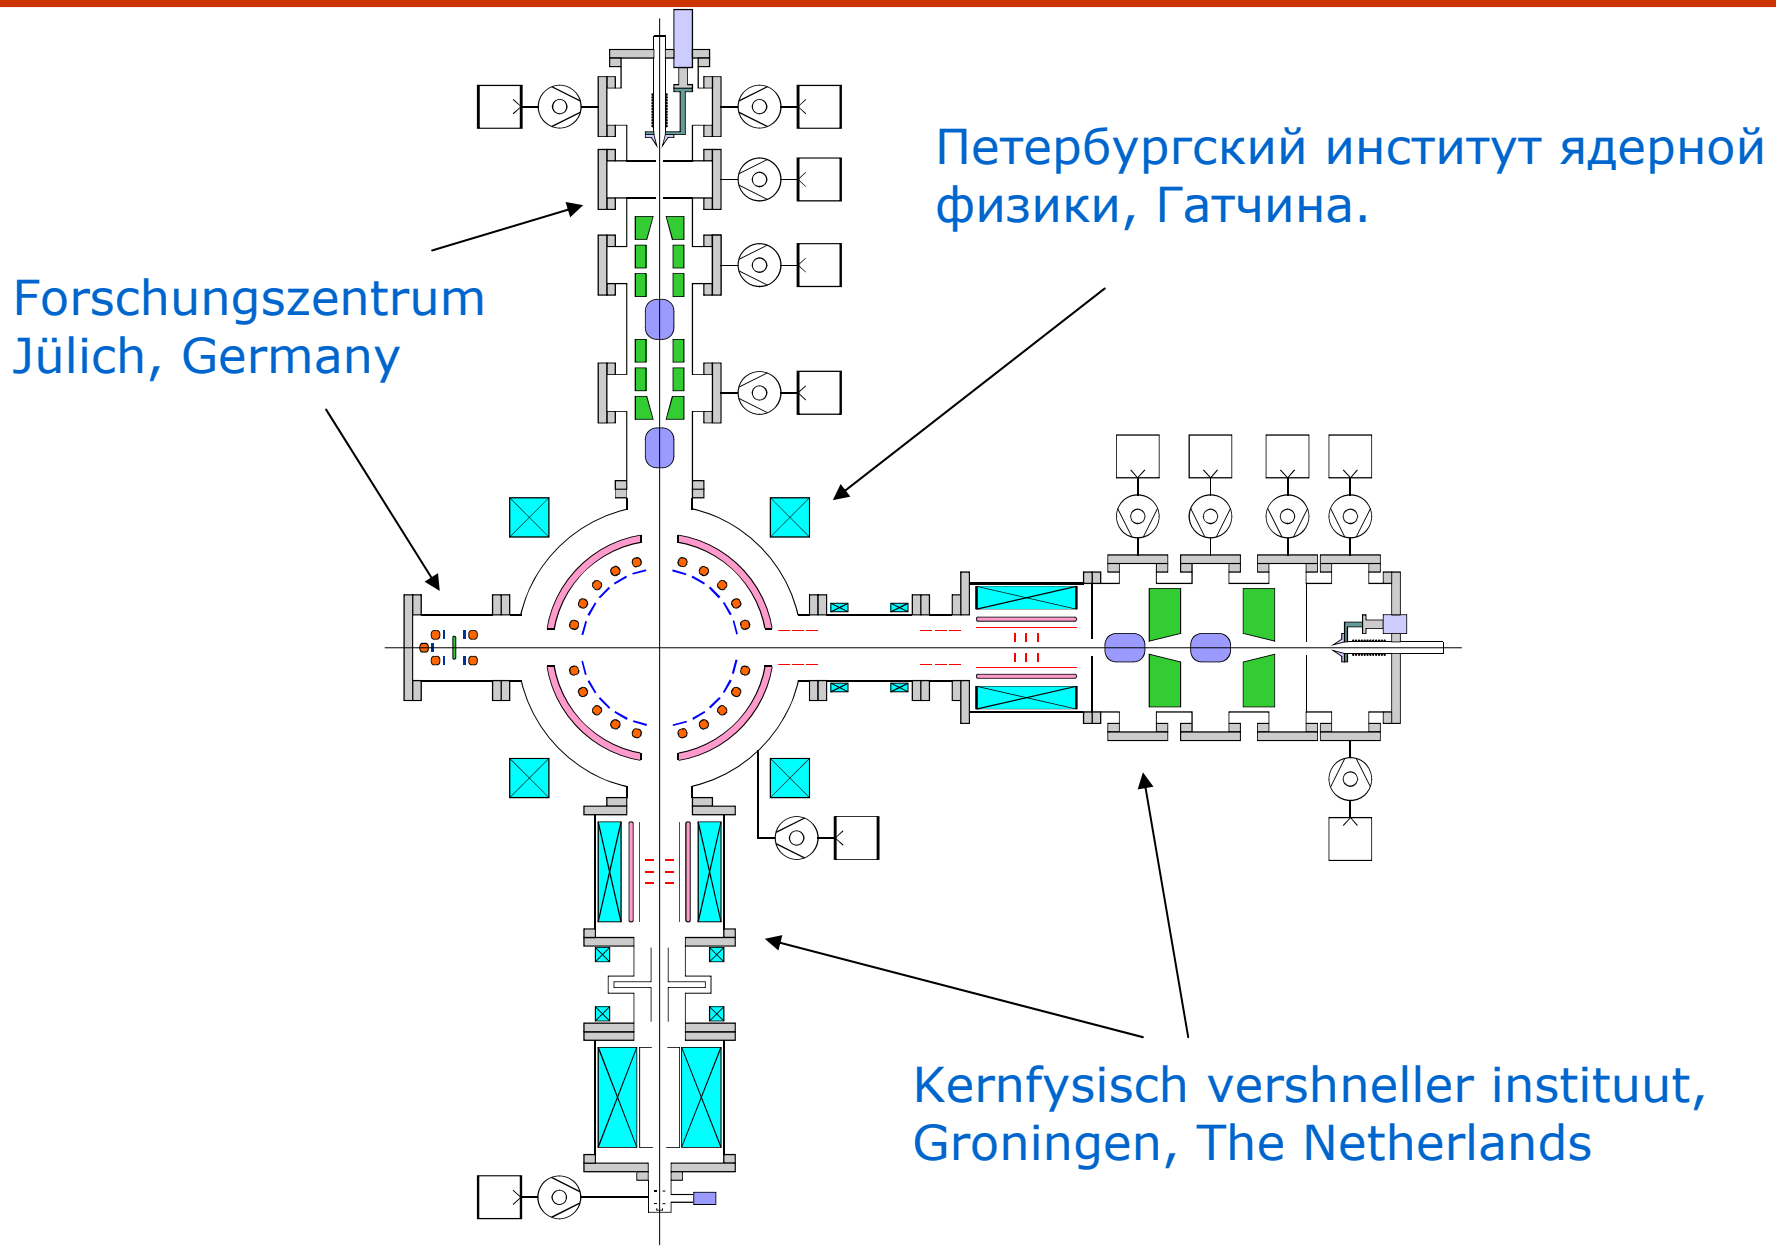 Петербургский институт ядерной
физики, Гатчина.
Forschungszentrum
Jülich, Germany
Kernfysisch vershneller instituut,
Groningen, The Netherlands